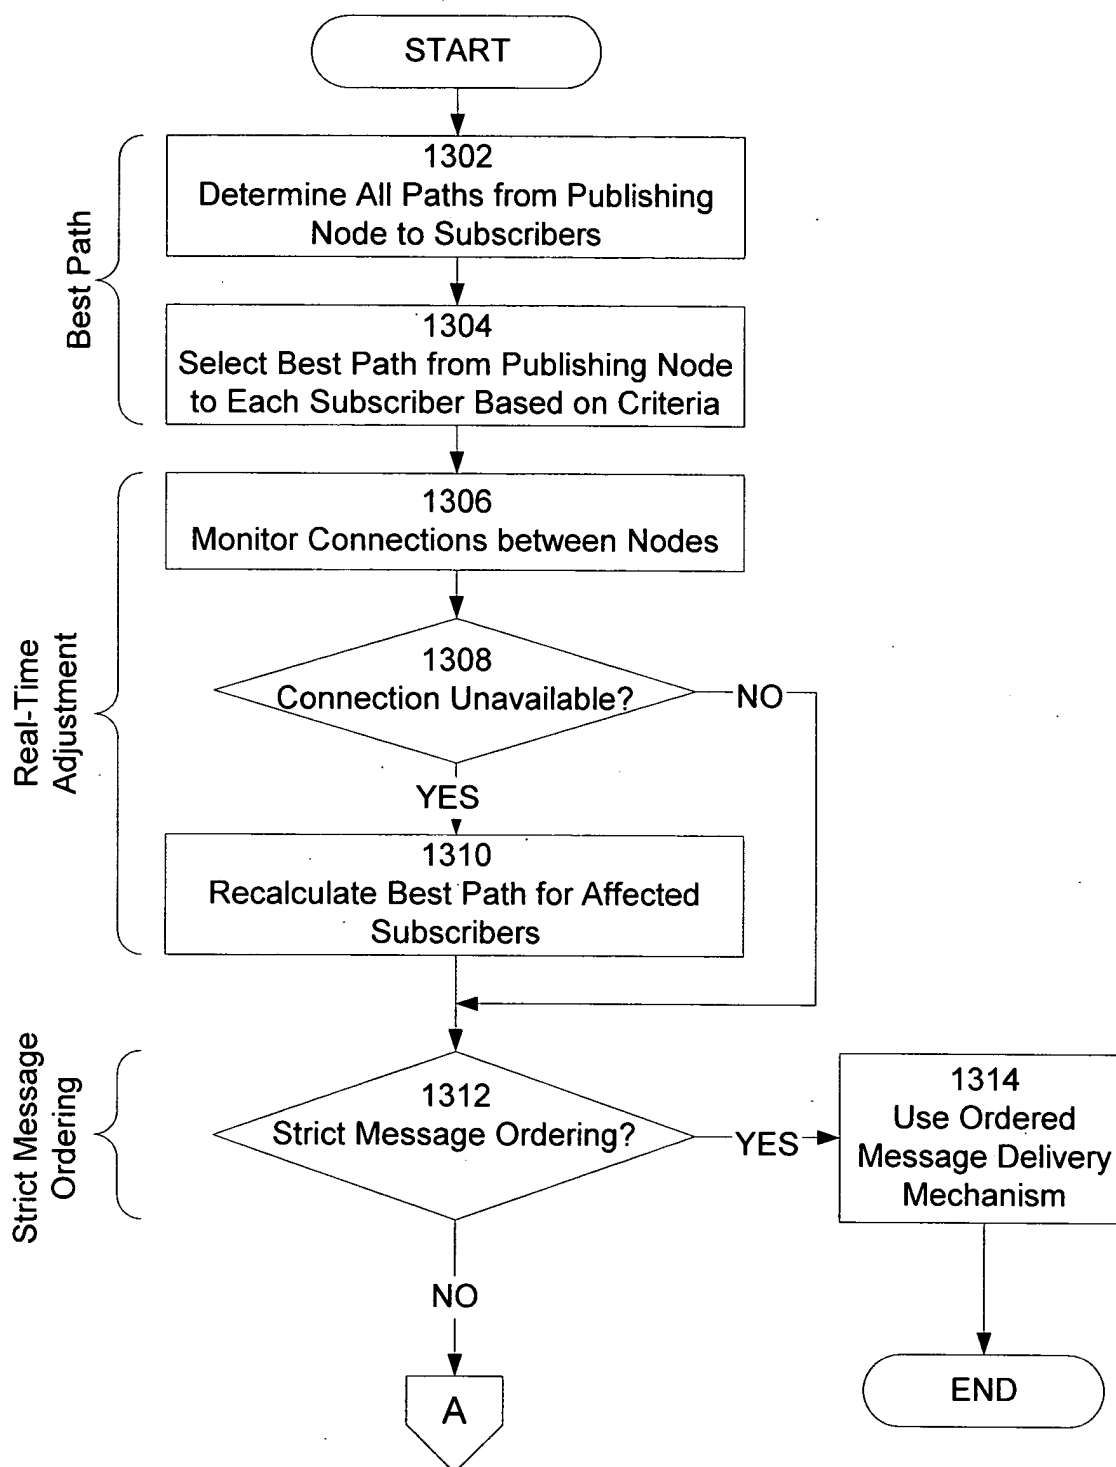 START
Best Path
1302
Determine All Paths from Publishing
Node to Subscribers
1304
Select Best Path from Publishing Node
to Each Subscriber Based on Criteria
Real-Time
Adjustment
1306
Monitor Connections between Nodes
1308
Connection Unavailable?
NO
YES
1310
Recalculate Best Path for Affected
Subscribers
Strict Message
Ordering
1312
Strict Message Ordering?
YES
1314
Use Ordered
Message Delivery
Mechanism
NO
A
END